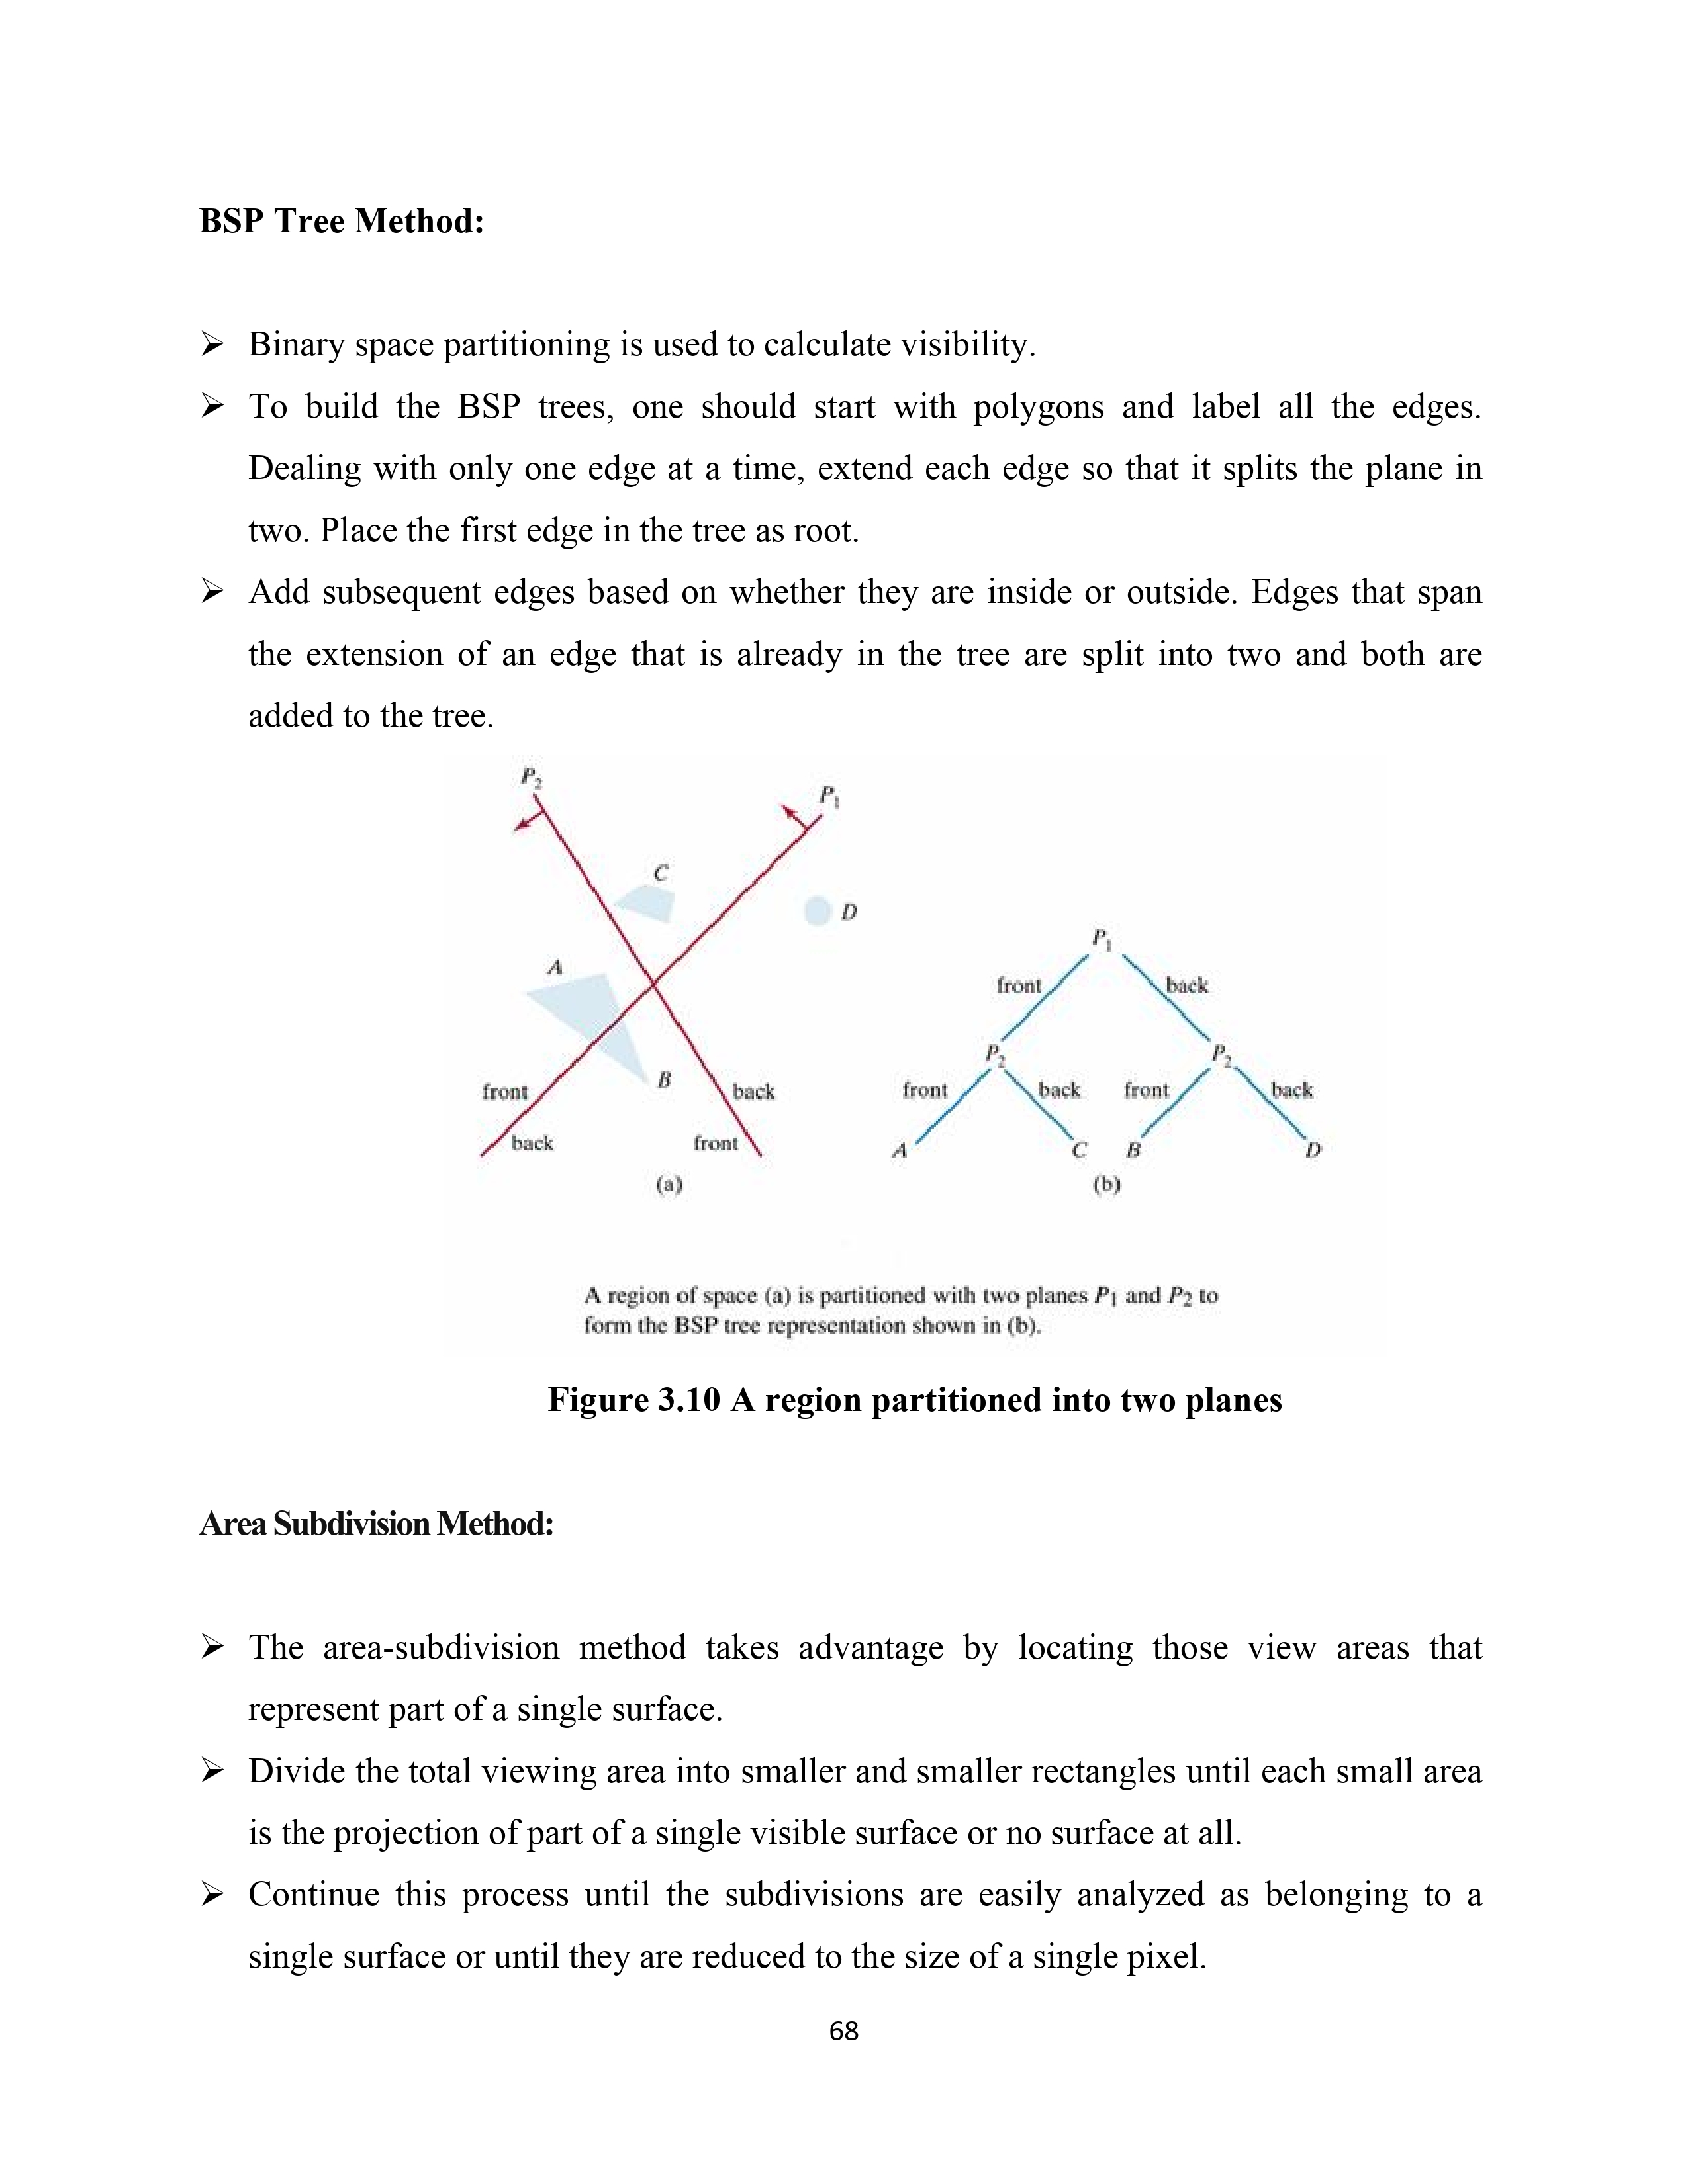 BSP Tree Method:
➢ Binary space partitioning is used to calculate visibility.
➢ To build the BSP trees, one should start with polygons and label all the edges.
Dealing with only one edge at a time, extend each edge so that it splits the plane in
two. Place the first edge in the tree as root.
➢ Add subsequent edges based on whether they are inside or outside. Edges that span
the extension of an edge that is already in the tree are split into two and both are
added to the tree.
P2
P1
C
D
A
B
front
back
back
front
(a)
P1
front
back
P2
P2
front
back
front
back
A
C
B
D
(b)
A region of space (a) is partitioned with two planes P1 and P2 to
form the BSP tree representation shown in (b).
Figure 3.10 A region partitioned into two planes
Area Subdivision Method:
➢ The area-subdivision method takes advantage by locating those view areas that
represent part of a single surface.
➢ Divide the total viewing area into smaller and smaller rectangles until each small area
is the projection of part of a single visible surface or no surface at all.
➢ Continue this process until the subdivisions are easily analyzed as belonging to a
single surface or until they are reduced to the size of a single pixel.
68